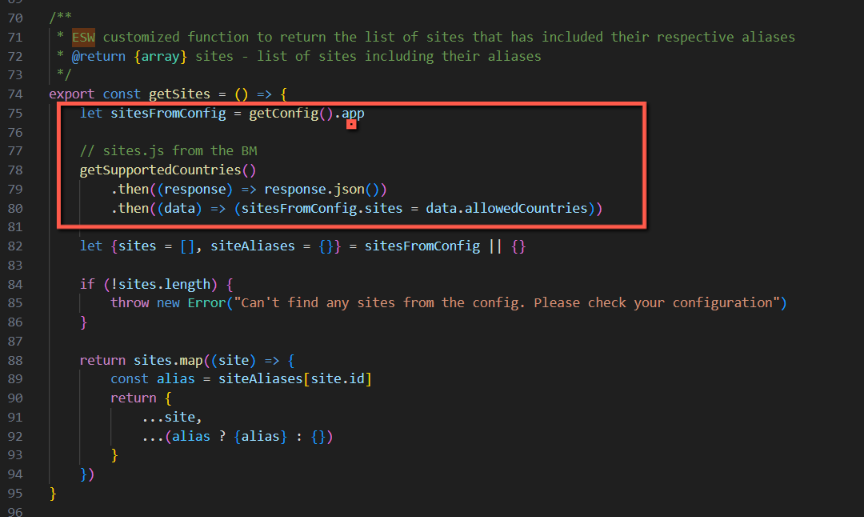 70 /**
71  * ESW customized function to return the list of sites that has included their respective aliases
72  * @return {array} sites - list of sites including their aliases
73  */
74 export const getSites = () => {
75     let sitesFromConfig = getConfig().app
76
77     // sites.js from the BM
78     getSupportedCountries()
79         .then((response) => response.json())
80         .then((data) => (sitesFromConfig.sites = data.allowedCountries))
81
82     let {sites = [], siteAliases = {}} = sitesFromConfig || {}
83
84     if (!sites.length) {
85         throw new Error("Can't find any sites from the config. Please check your configuration")
86     }
87
88     return sites.map((site) => {
89         const alias = siteAliases[site.id]
90         return {
91             ...site,
92             ...(alias ? {alias} : {})
93         }
94     })
95 }
96